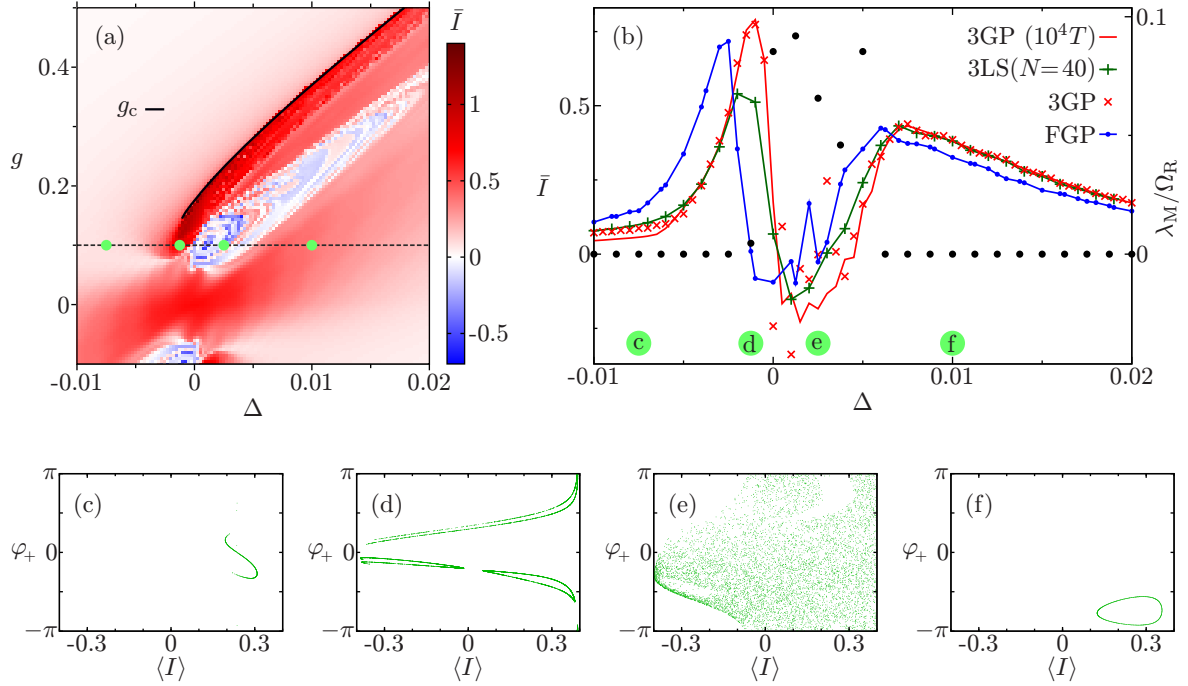 (a)
g_c
g
0.4
0.2
0
-0.01
0
0.01
0.02
Δ
Ī
1
0.5
0
-0.5
(b)
3GP (10^4T)
3LS(N=40)
3GP
FGP
Ī
0.5
0
0.1
0
λ_M/Ω_R
c
d
e
f
-0.01
0
0.01
0.02
Δ
(c)
φ_+
π
0
−π
-0.3
0
0.3
⟨I⟩
(d)
φ_+
π
0
−π
-0.3
0
0.3
⟨I⟩
(e)
φ_+
π
0
−π
-0.3
0
0.3
⟨I⟩
(f)
φ_+
π
0
−π
-0.3
0
0.3
⟨I⟩